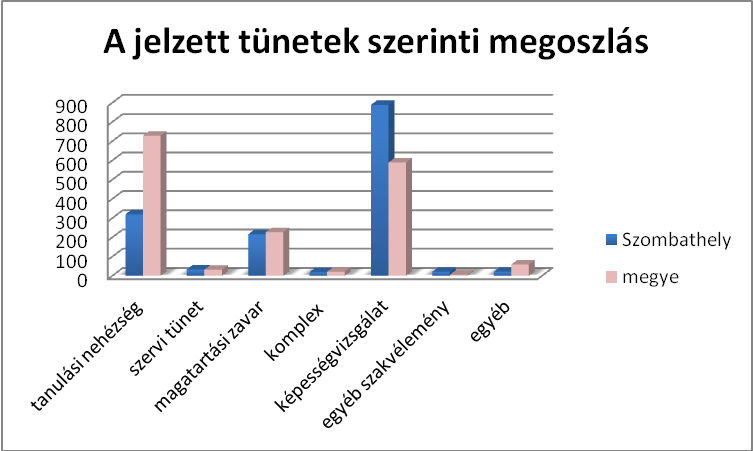 A jelzett tünetek szerinti megoszlás
900
800
700
600
500
400
300
200
100
0
tanulási nehézség
szervi tünet
magatartási zavar
komplex
képességvizsgálat
egyéb szakvélemény
egyéb
Szombathely
megye